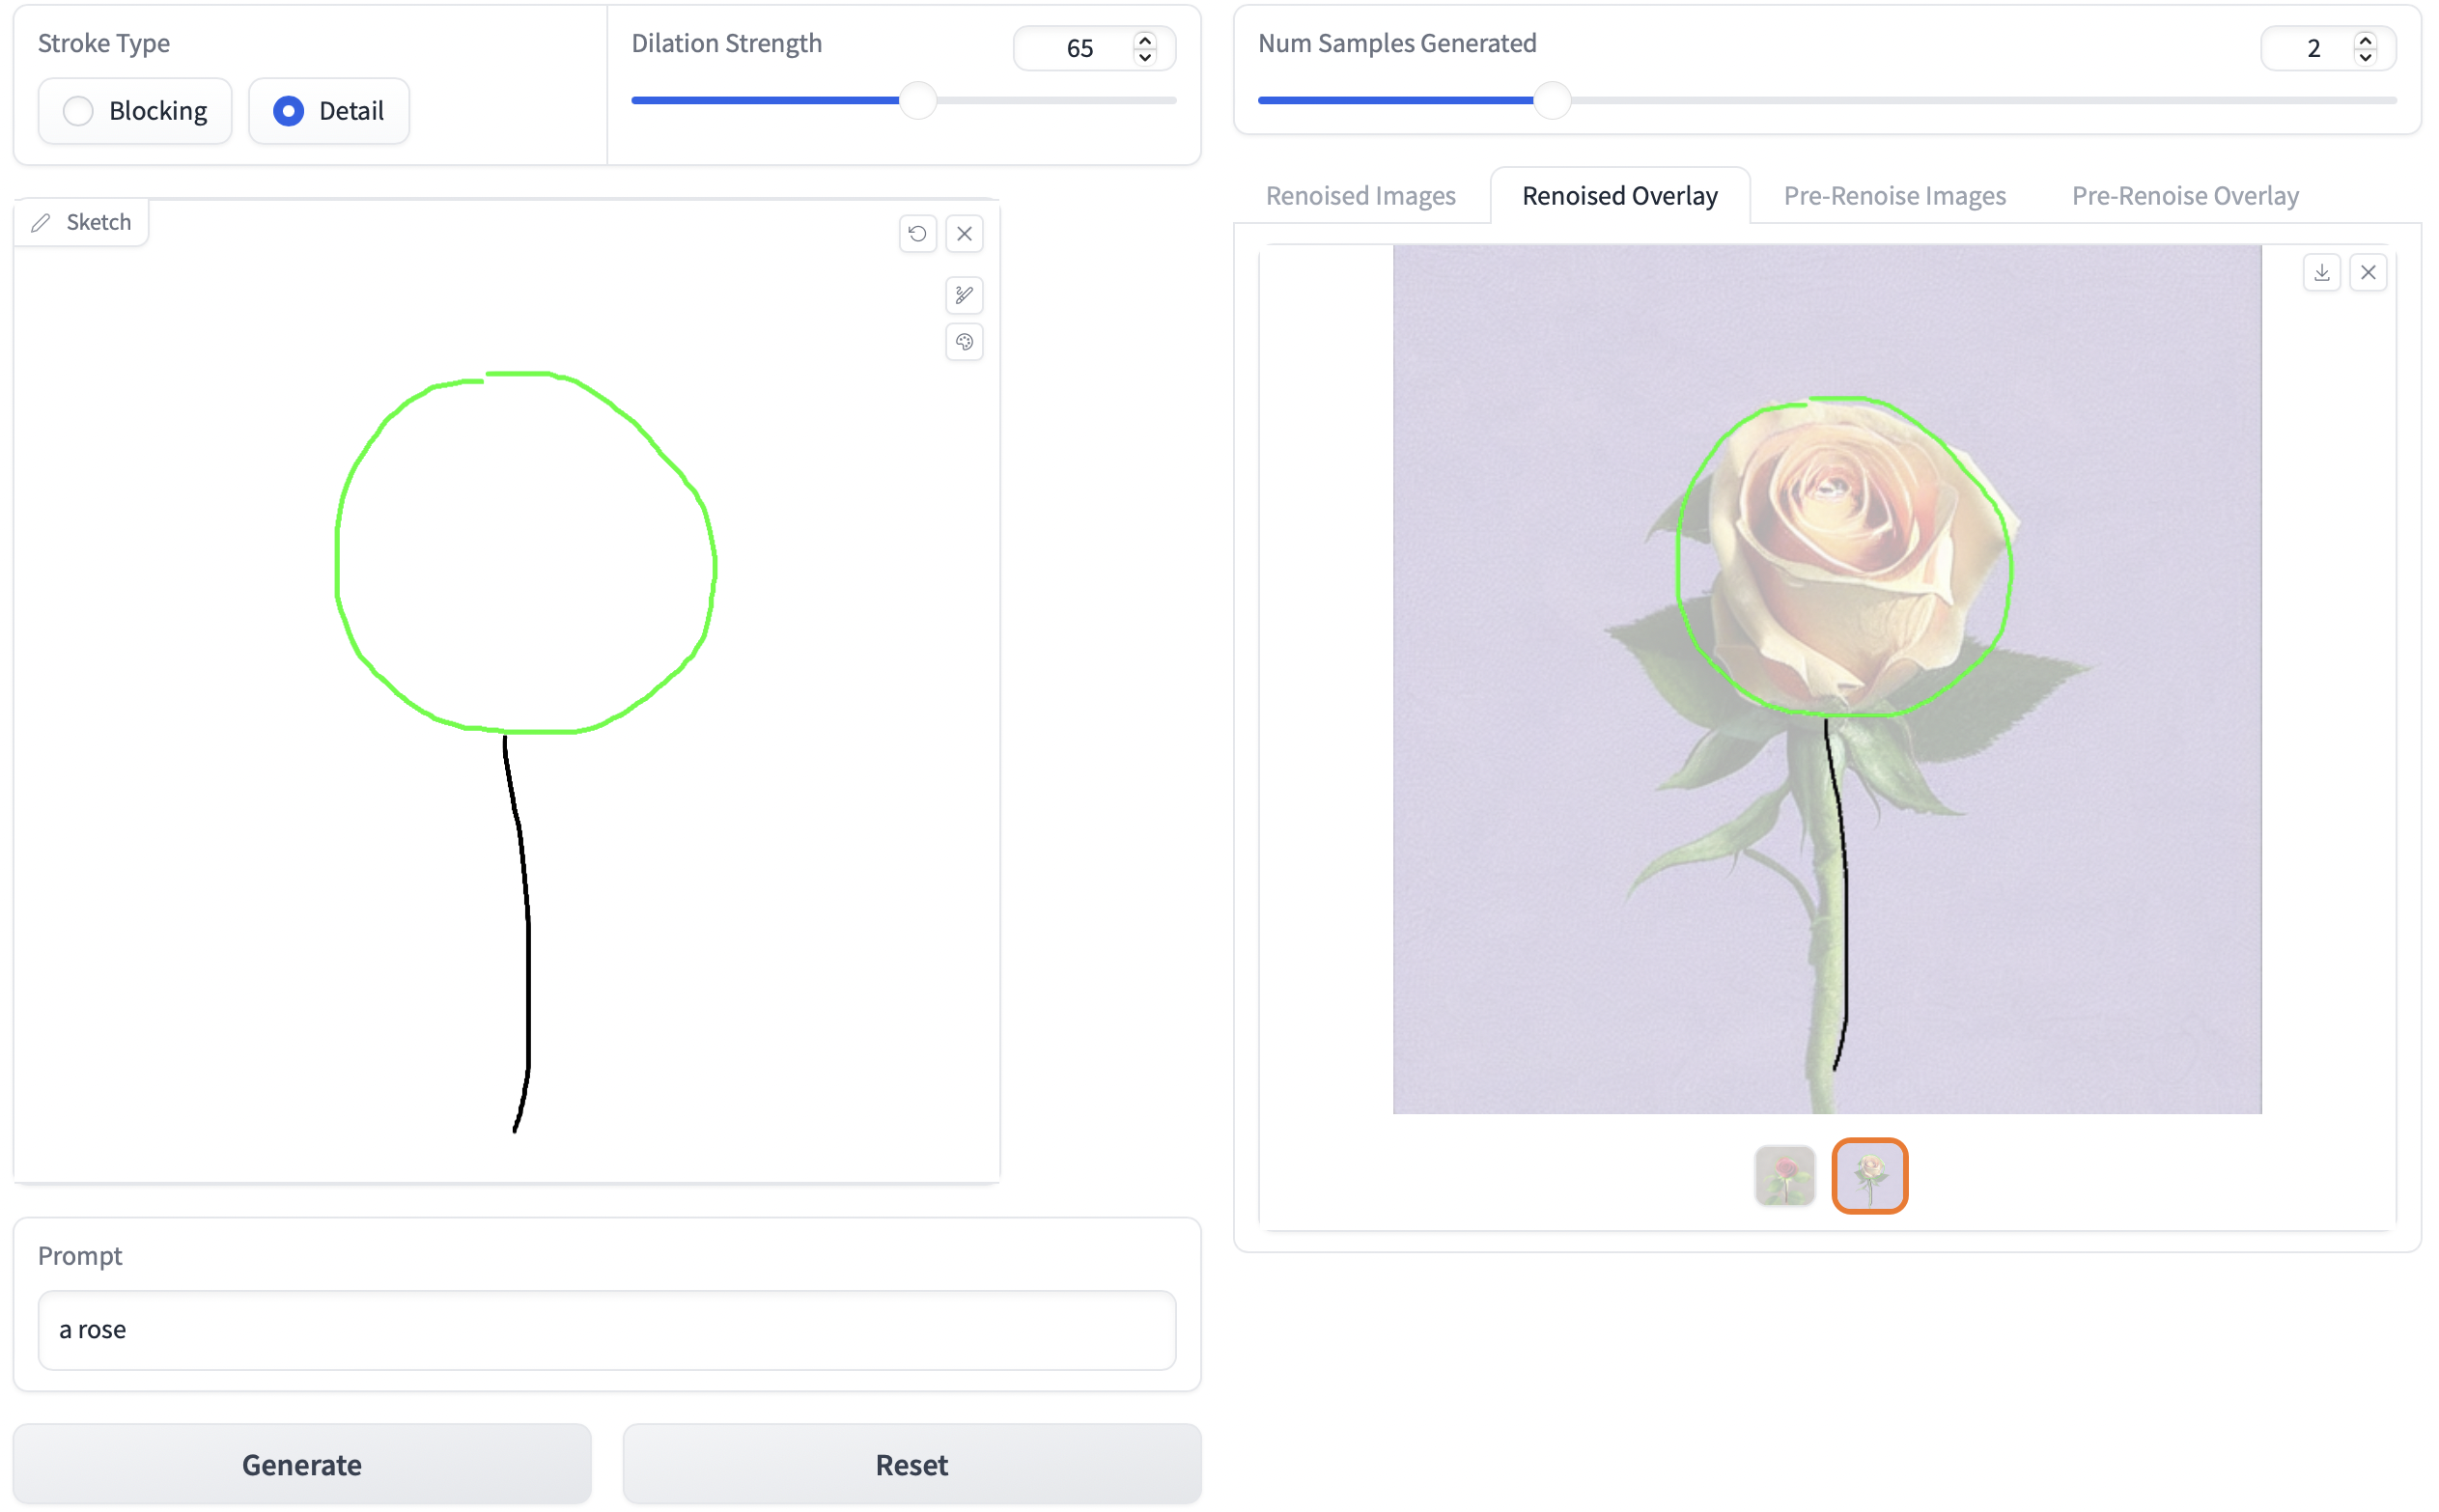 Stroke Type
Blocking
Detail
Dilation Strength
65
Num Samples Generated
2
Sketch
Renoised Images
Renoised Overlay
Pre-Renoise Images
Pre-Renoise Overlay
Prompt
a rose
Generate
Reset